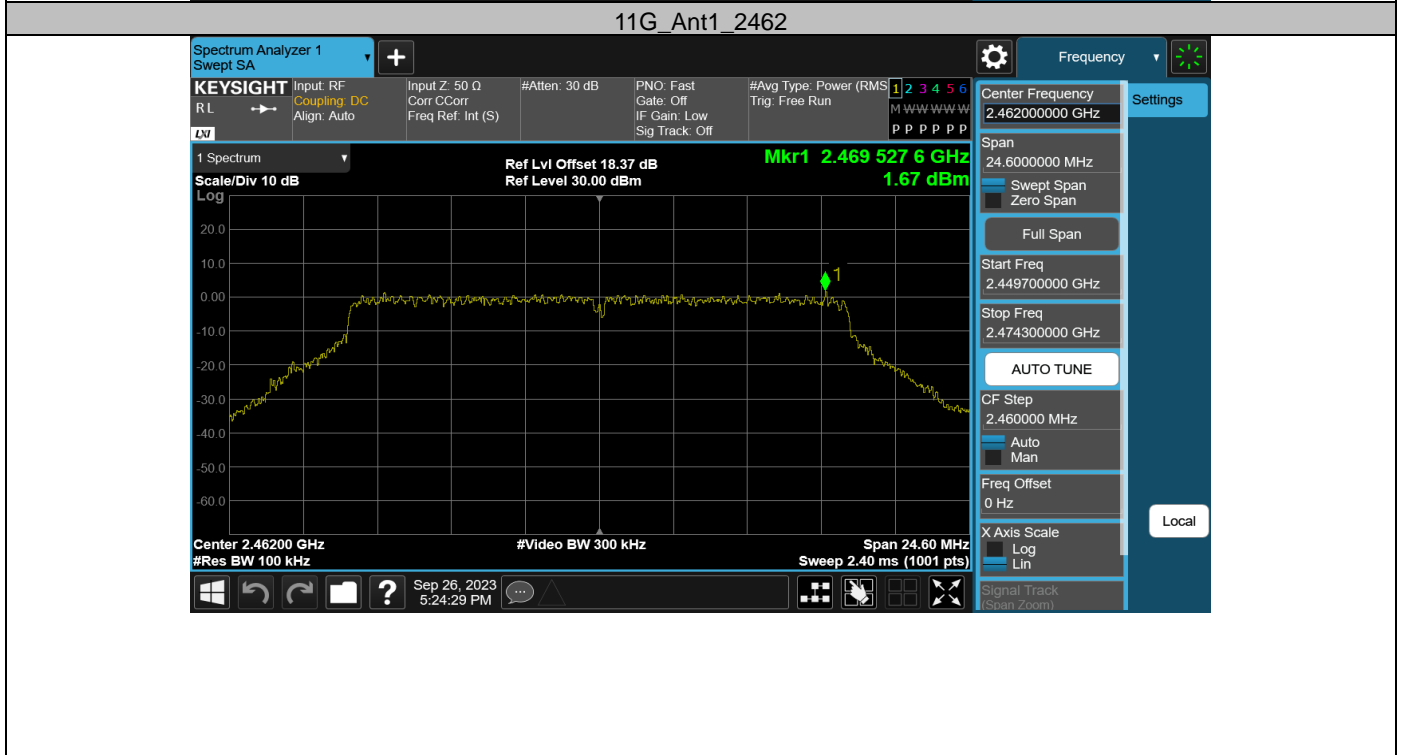 11G_Ant1_2462
Spectrum Analyzer 1
Swept SA
+
Frequency
KEYSIGHT
RL
LXI
Input: RF
Coupling: DC
Align: Auto
Input Z: 50 Ω
Corr CCorr
Freq Ref: Int (S)
#Atten: 30 dB
PNO: Fast
Gate: Off
IF Gain: Low
Sig Track: Off
#Avg Type: Power (RMS
Trig: Free Run
1 2 3 4 5 6
M W W W W W
P P P P P P
1 Spectrum
Scale/Div 10 dB
Log
Ref Lvl Offset 18.37 dB
Ref Level 30.00 dBm
Mkr1 2.469 527 6 GHz
1.67 dBm
20.0
10.0
0.00
-10.0
-20.0
-30.0
-40.0
-50.0
-60.0
1
Center 2.46200 GHz
#Res BW 100 kHz
#Video BW 300 kHz
Span 24.60 MHz
Sweep 2.40 ms (1001 pts)
Center Frequency
2.462000000 GHz
Span
24.6000000 MHz
Swept Span
Zero Span
Full Span
Start Freq
2.449700000 GHz
Stop Freq
2.474300000 GHz
AUTO TUNE
CF Step
2.460000 MHz
Auto
Man
Freq Offset
0 Hz
X Axis Scale
Log
Lin
Signal Track
(Span Zoom)
Settings
Local
?
Sep 26, 2023
5:24:29 PM